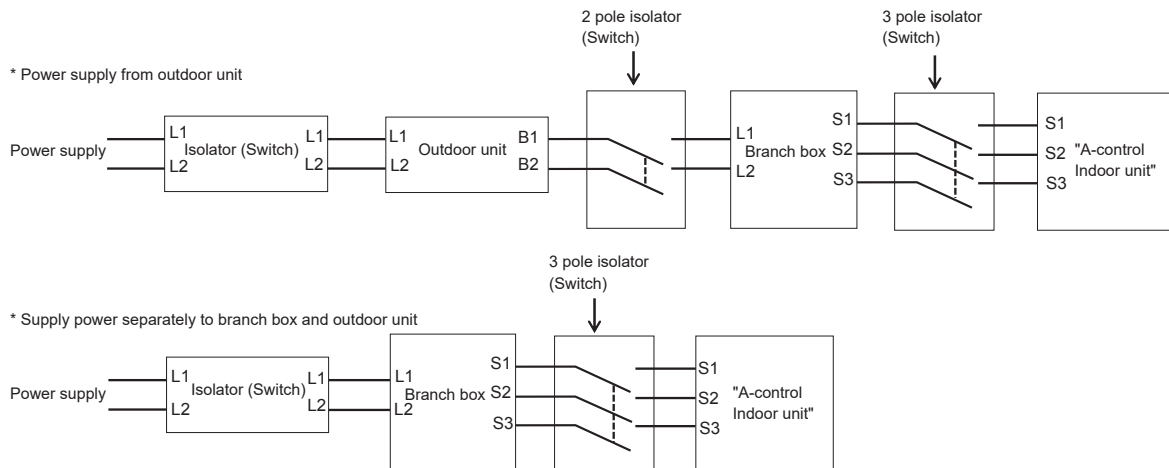 2 pole isolator
(Switch)
3 pole isolator
(Switch)
* Power supply from outdoor unit
Power supply
L1
L2
Isolator (Switch)
L1
L2
L1
L2
Outdoor unit
B1
B2
L1
L2
Branch box
S1
S2
S3
S1
S2
S3
"A-control
Indoor unit"
3 pole isolator
(Switch)
* Supply power separately to branch box and outdoor unit
Power supply
L1
L2
Isolator (Switch)
L1
L2
L1
L2
Branch box
S1
S2
S3
S1
S2
S3
"A-control
Indoor unit"